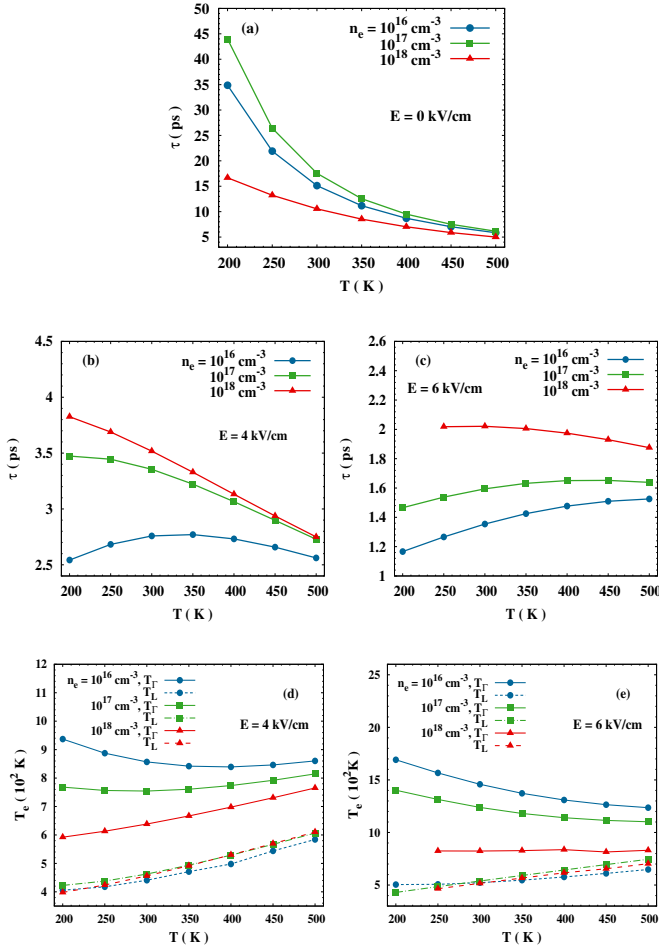 (a)
n_e = 10^16 cm^-3
10^17 cm^-3
10^18 cm^-3
E = 0 kV/cm
50
45
40
35
30
25
20
15
10
5
τ ( ps )
200 250 300 350 400 450 500
T ( K )
(b)
n_e = 10^16 cm^-3
10^17 cm^-3
10^18 cm^-3
E = 4 kV/cm
4.5
4
3.5
3
2.5
τ ( ps )
200 250 300 350 400 450 500
T ( K )
(c)
n_e = 10^16 cm^-3
10^17 cm^-3
10^18 cm^-3
E = 6 kV/cm
2.6
2.4
2.2
2
1.8
1.6
1.4
1.2
1
τ ( ps )
200 250 300 350 400 450 500
T ( K )
n_e = 10^16 cm^-3, T_Γ
T_L
10^17 cm^-3, T_Γ
T_L
10^18 cm^-3, T_Γ
T_L
(d)
E = 4 kV/cm
12
11
10
9
8
7
6
5
4
T_e ( 10^2 K )
200 250 300 350 400 450 500
T ( K )
n_e = 10^16 cm^-3, T_Γ
T_L
10^17 cm^-3, T_Γ
T_L
10^18 cm^-3, T_Γ
T_L
(e)
E = 6 kV/cm
25
20
15
10
5
T_e ( 10^2K )
200 250 300 350 400 450 500
T ( K )